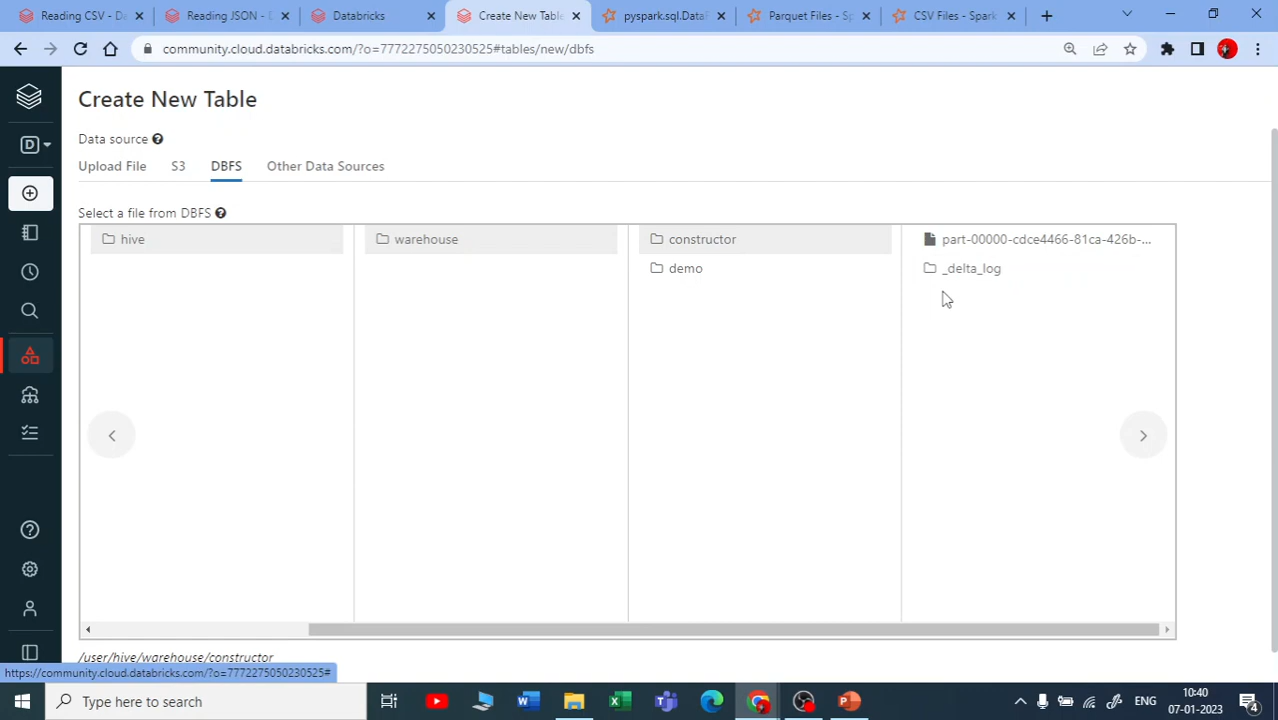 Reading CSV - Da
Reading JSON - D
Databricks
Create New Table
pyspark.sql.DataF
Parquet Files - Sp
CSV Files - Spark
community.cloud.databricks.com/?o=7772275050230525#tables/new/dbfs
D
Create New Table
Data source
Upload File
S3
DBFS
Other Data Sources
Select a file from DBFS
hive
warehouse
constructor
part-00000-cdce4466-81ca-426b-...
demo
_delta_log
/user/hive/warehouse/constructor
https://community.cloud.databricks.com/?o=7772275050230525#
Type here to search
ENG
10:40
07-01-2023
4